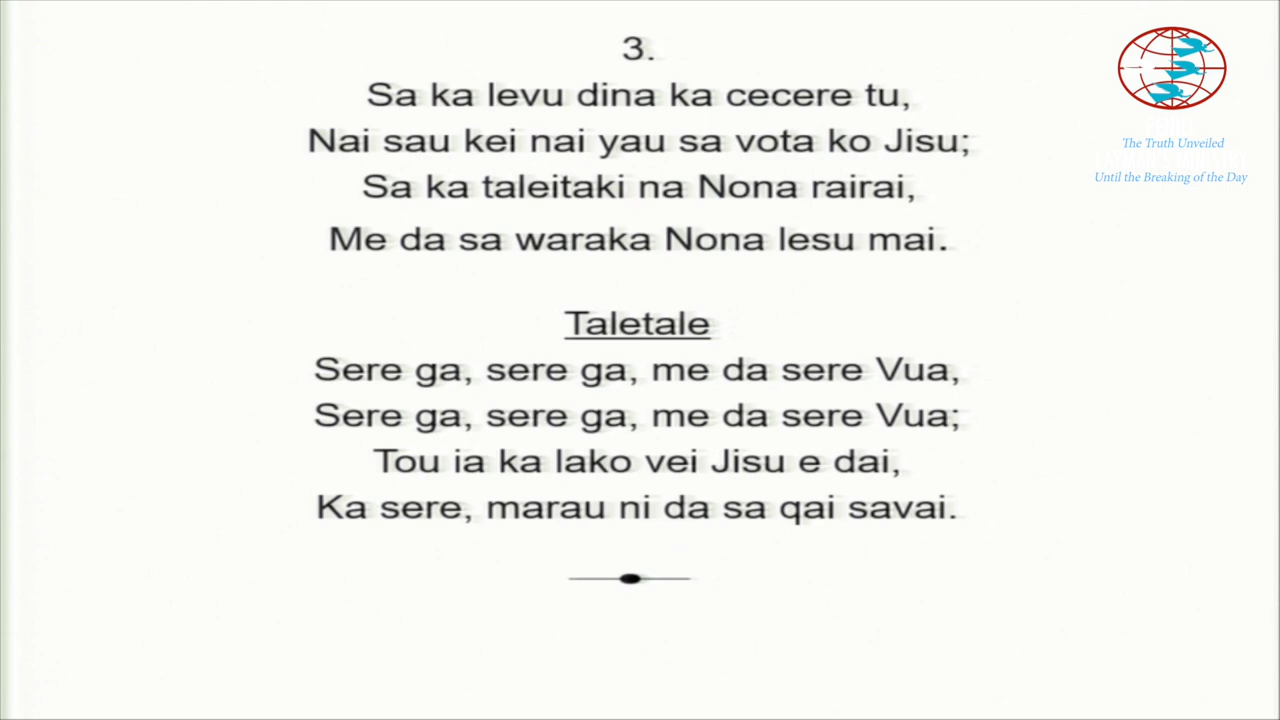 3.
Sa ka levu dina ka cecere tu,
Nai sau kei nai yau sa vota ko Jisu;
Sa ka taleitaki na Nona rairai,
Me da sa waraka Nona lesu mai.
Taletale
Sere ga, sere ga, me da sere Vua,
Sere ga, sere ga, me da sere Vua;
Tou ia ka lako vei Jisu e dai,
Ka sere, marau ni da sa qai savai.
The Truth Unveiled
Until the Breaking of the Day